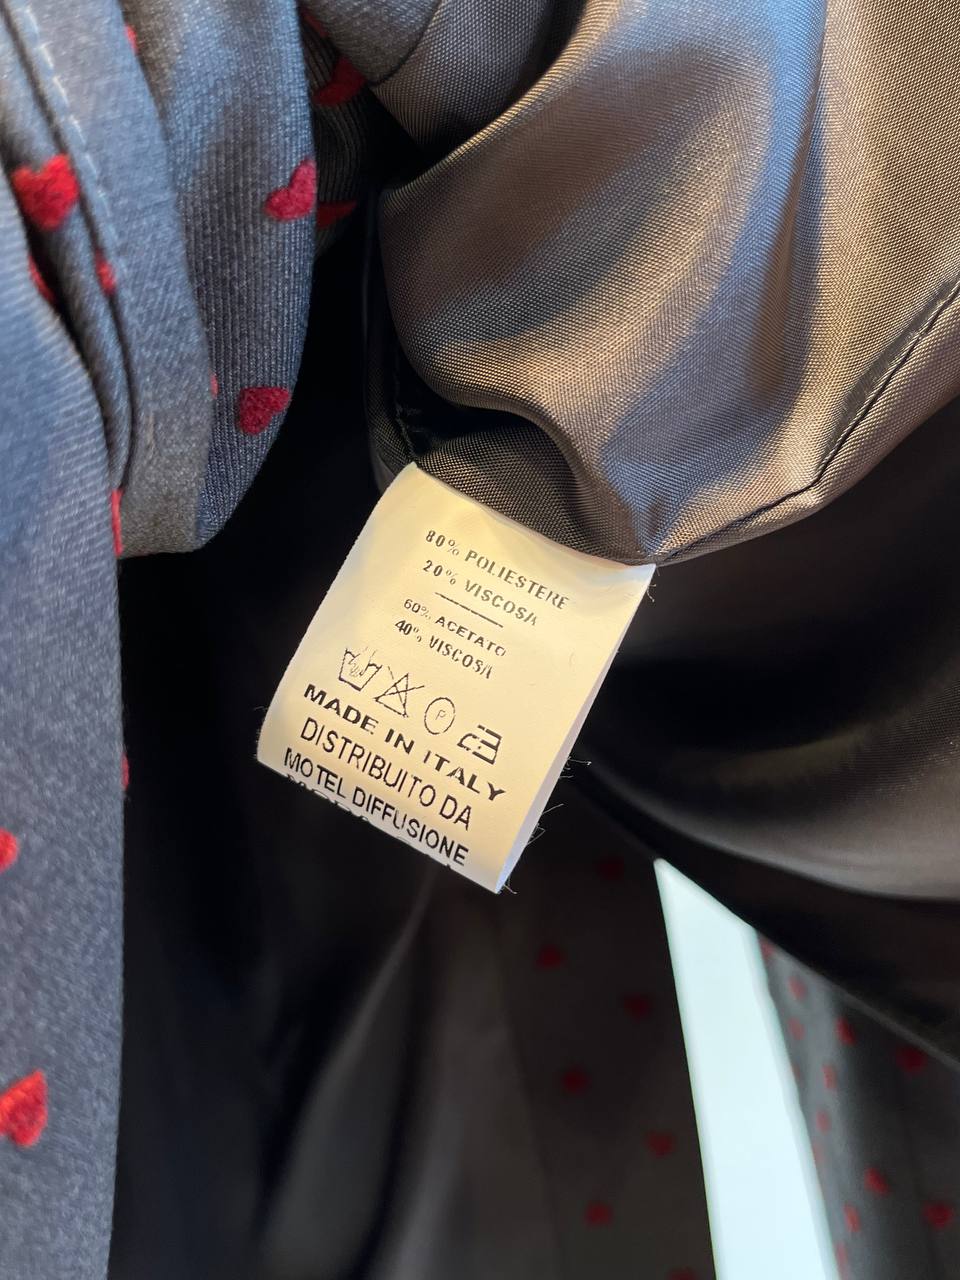 80% POLIESTERE
20% VISCOSA
60% ACETATO
40% VISCOSA
P
MADE IN ITALY
DISTRIBUITO DA
MOTEL DIFFUSIONE